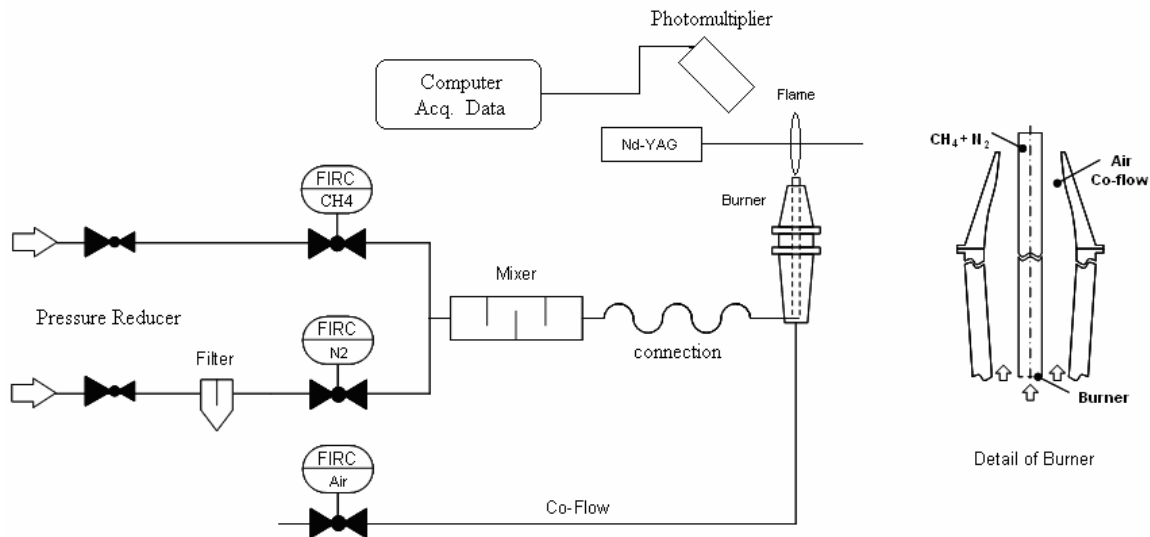 Photomultiplier
Computer
Acq. Data
Flame
Nd-YAG
CH₄ + N₂
Air
Co-flow
FIRC
CH4
Burner
Mixer
Pressure Reducer
FIRC
N2
Filter
connection
Burner
FIRC
Air
Co-Flow
Detail of Burner